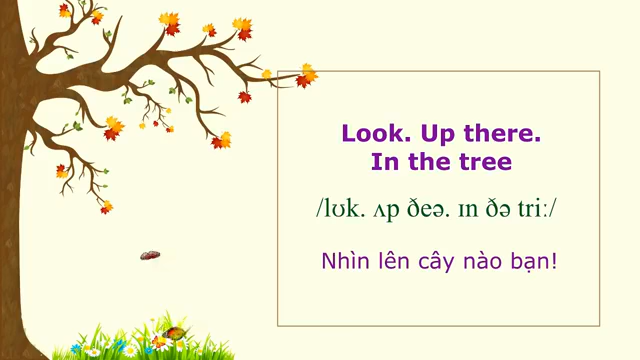 Look. Up there.
In the tree
/lʊk. ʌp ðeə. ɪn ðə triː/
Nhìn lên cây nào bạn!